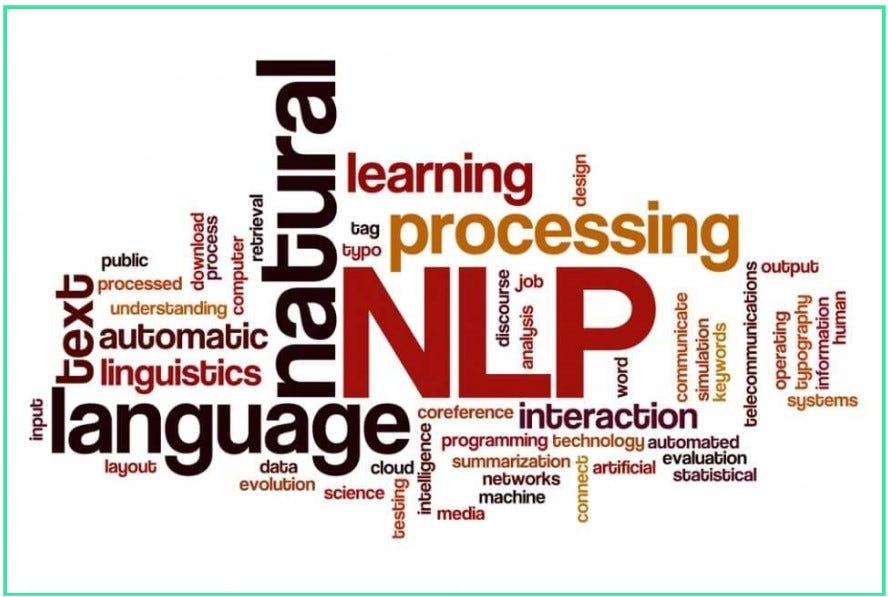 natural
learning
design
processing
tag
typo
retrieval
download
process
computer
public
processed
understanding
text
automatic
linguistics
NLP
discourse
job
analysis
word
communicate
simulation
keywords
telecommunications
output
operating
typography
information
human
systems
input
language
coreference
interaction
programming technology automated
summarization
artificial
evaluation
statistical
networks
machine
media
connect
intelligence
cloud
data
layout
evolution
science
testing